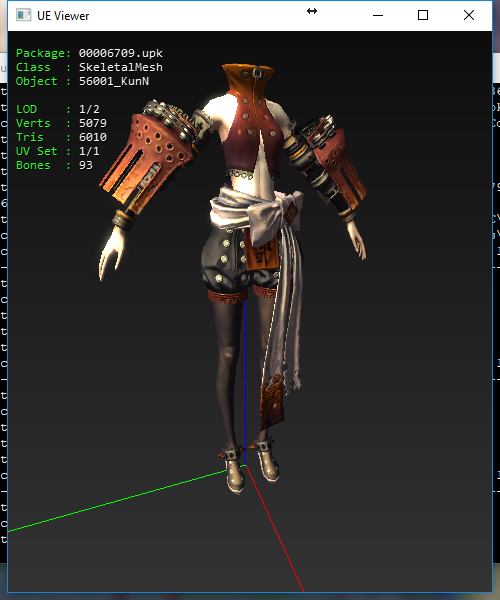 UE Viewer
Package: 00006709.upk
Class : SkeletalMesh
Object : 56001_KunN
LOD : 1/2
Verts : 5079
Tris : 6010
UV Set : 1/1
Bones : 93